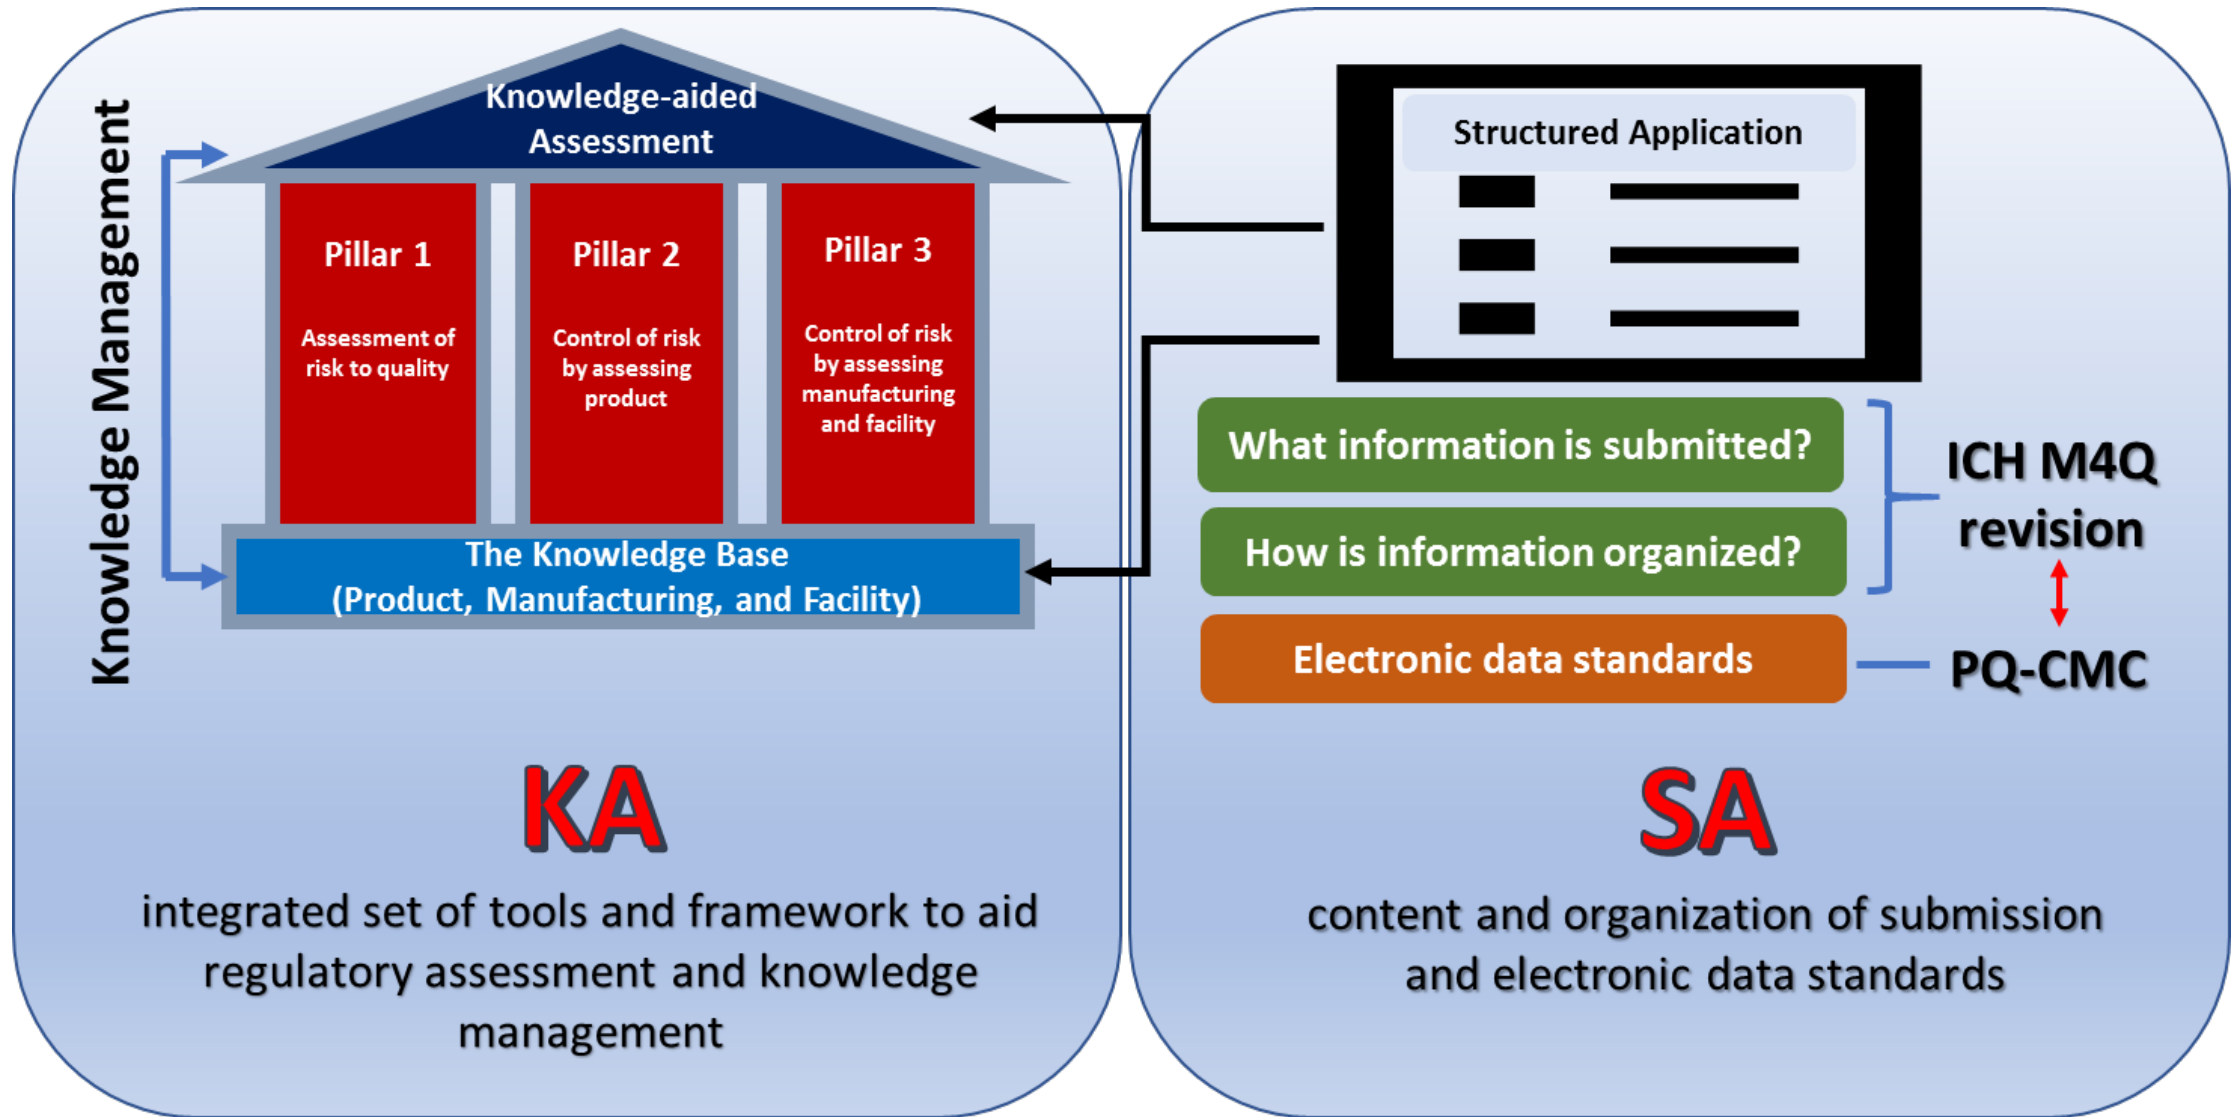 Knowledge Management
Knowledge-aided
Assessment
Pillar 1
Assessment of
risk to quality
Pillar 2
Control of risk
by assessing
product
Pillar 3
Control of risk
by assessing
manufacturing
and facility
The Knowledge Base
(Product, Manufacturing, and Facility)
KA
integrated set of tools and framework to aid
regulatory assessment and knowledge
management
Structured Application
What information is submitted?
How is information organized?
Electronic data standards
ICH M4Q
revision
PQ-CMC
SA
content and organization of submission
and electronic data standards